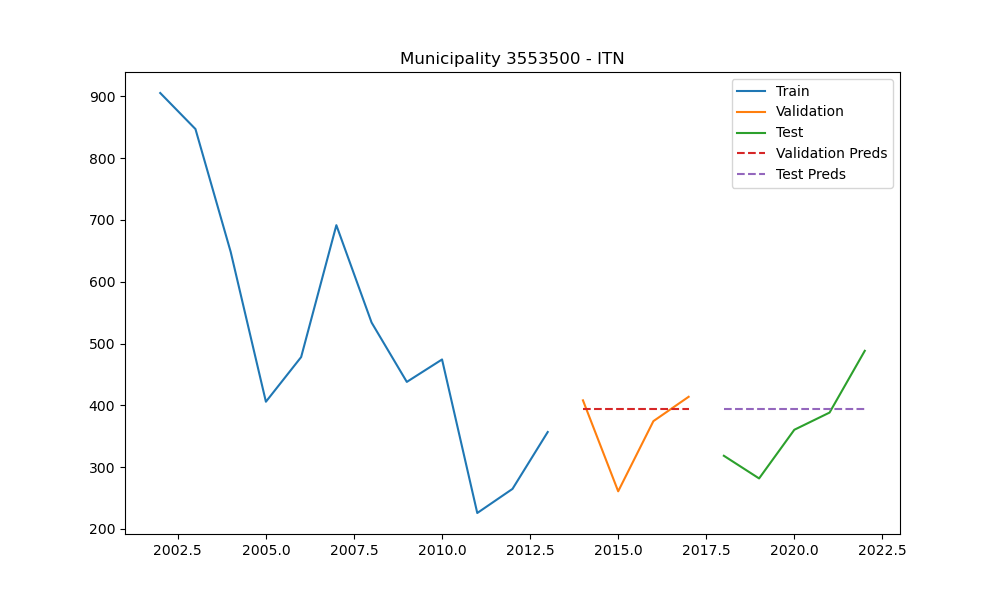 Municipality 3553500 - ITN
900
800
700
600
500
400
300
200
2002.5 2005.0 2007.5 2010.0 2012.5 2015.0 2017.5 2020.0 2022.5
Train
Validation
Test
Validation Preds
Test Preds